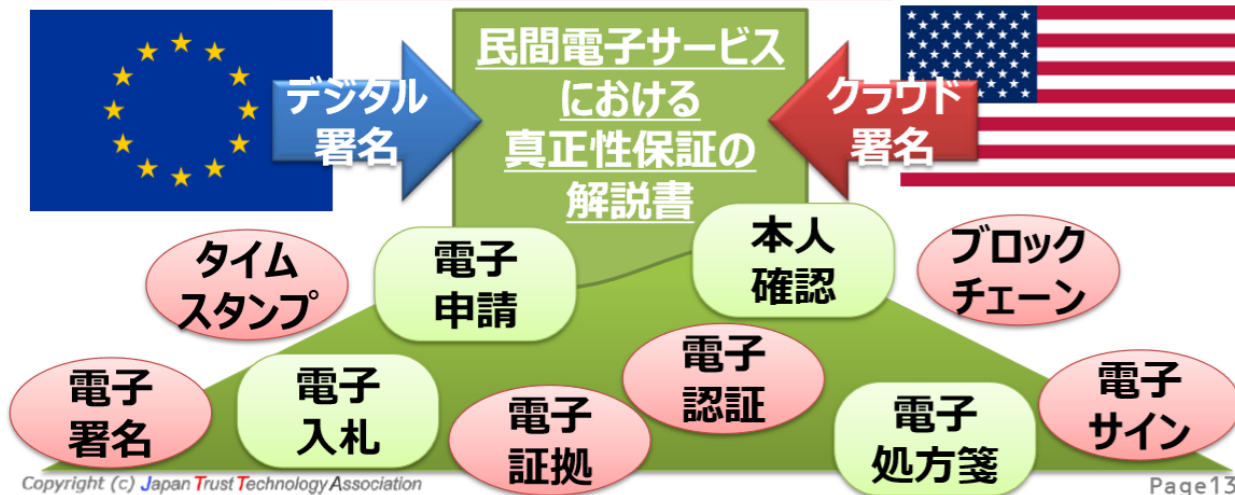 民間電子サービス
における
真正性保証の
解説書
デジタル
署名
クラウド
署名
タイム
スタンプ
電子
申請
本人
確認
ブロック
チェーン
電子
署名
電子
入札
電子
証拠
電子
認証
電子
処方箋
電子
サイン
Copyright (c) Japan Trust Technology Association
Page13